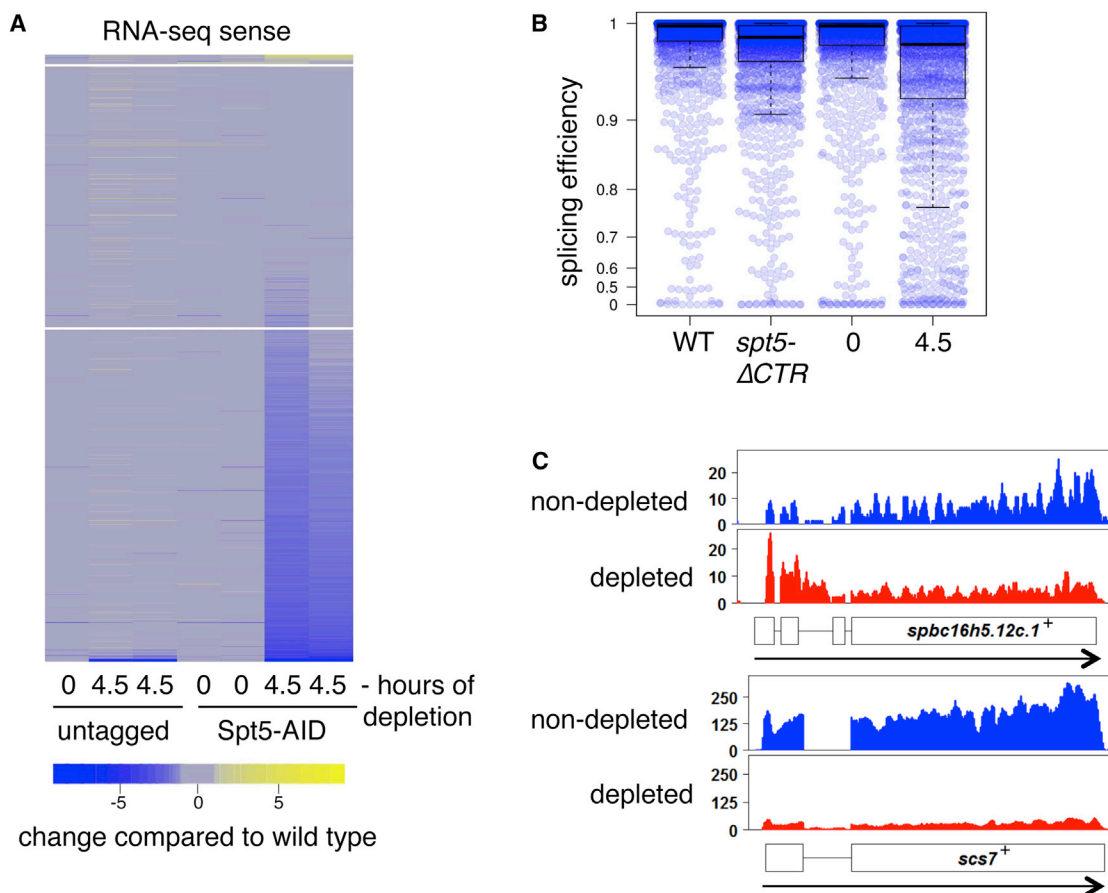 A
RNA-seq sense
0 4.5 4.5 0 0 4.5 4.5 - hours of
depletion
untagged Spt5-AID
-5 0 5
change compared to wild type
B
splicing efficiency
1
0.9
0.8
0.7
0.6
0.5
0
WT spt5- 0 4.5
ΔCTR
C
non-depleted
20
10
0
depleted
20
10
0
spbc16h5.12c.1+
non-depleted
250
125
0
depleted
250
125
0
scs7+